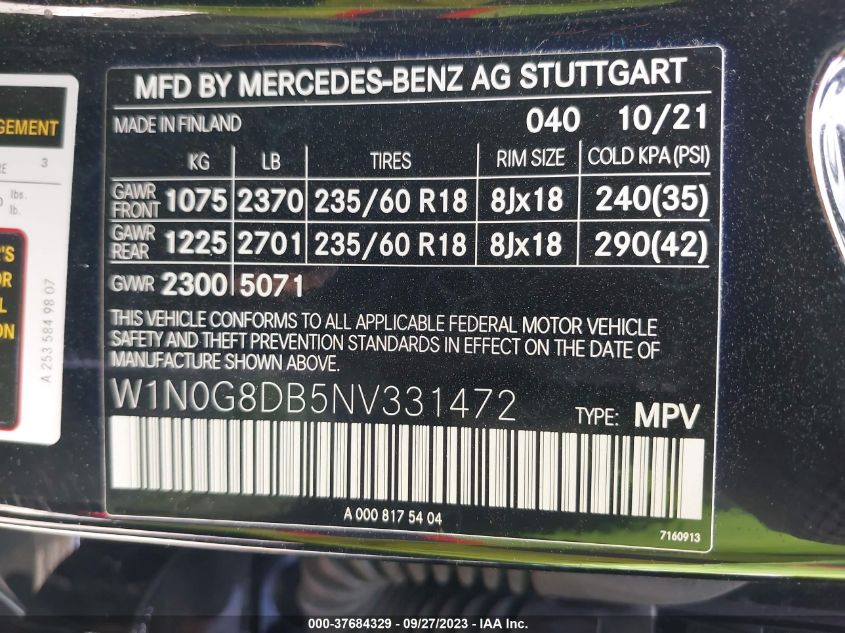 MFD BY MERCEDES-BENZ AG STUTTGART
MADE IN FINLAND 040 10/21
KG LB TIRES RIM SIZE COLD KPA (PSI)
GAWR FRONT 1075 2370 235/60 R18 8Jx18 240(35)
GAWR REAR 1225 2701 235/60 R18 8Jx18 290(42)
GVWR 2300 5071
THIS VEHICLE CONFORMS TO ALL APPLICABLE FEDERAL MOTOR VEHICLE
SAFETY AND THEFT PREVENTION STANDARDS IN EFFECT ON THE DATE OF
MANUFACTURE SHOWN ABOVE.
W1N0G8DB5NV331472 TYPE: MPV
A 000 817 54 04
7160913
GEMENT
3
lbs.
lb.
A 253 584 98 07
000-37684329 - 09/27/2023 - IAA Inc.